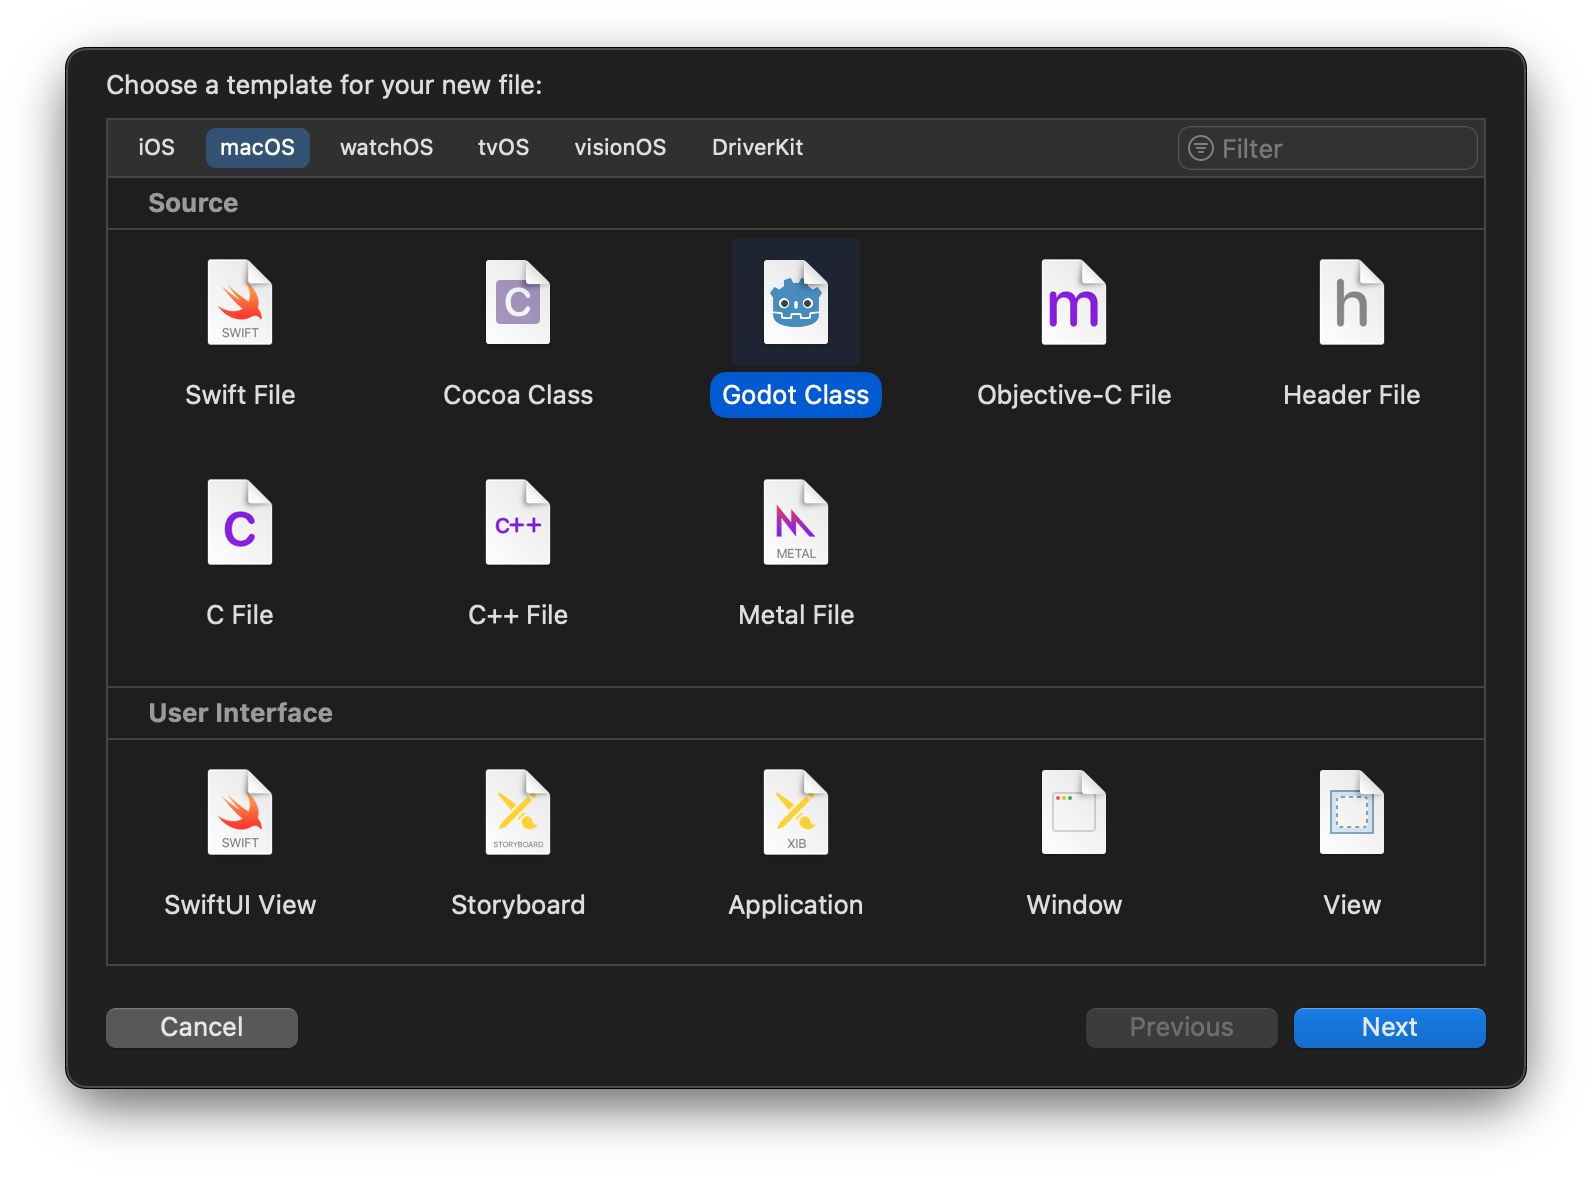 Choose a template for your new file:
iOS macOS watchOS tvOS visionOS DriverKit Filter
Source
SWIFT C m h
Swift File Cocoa Class Godot Class Objective-C File Header File
C C++ METAL
C File C++ File Metal File
User Interface
SWIFT STORYBOARD XIB
SwiftUI View Storyboard Application Window View
Cancel Previous Next